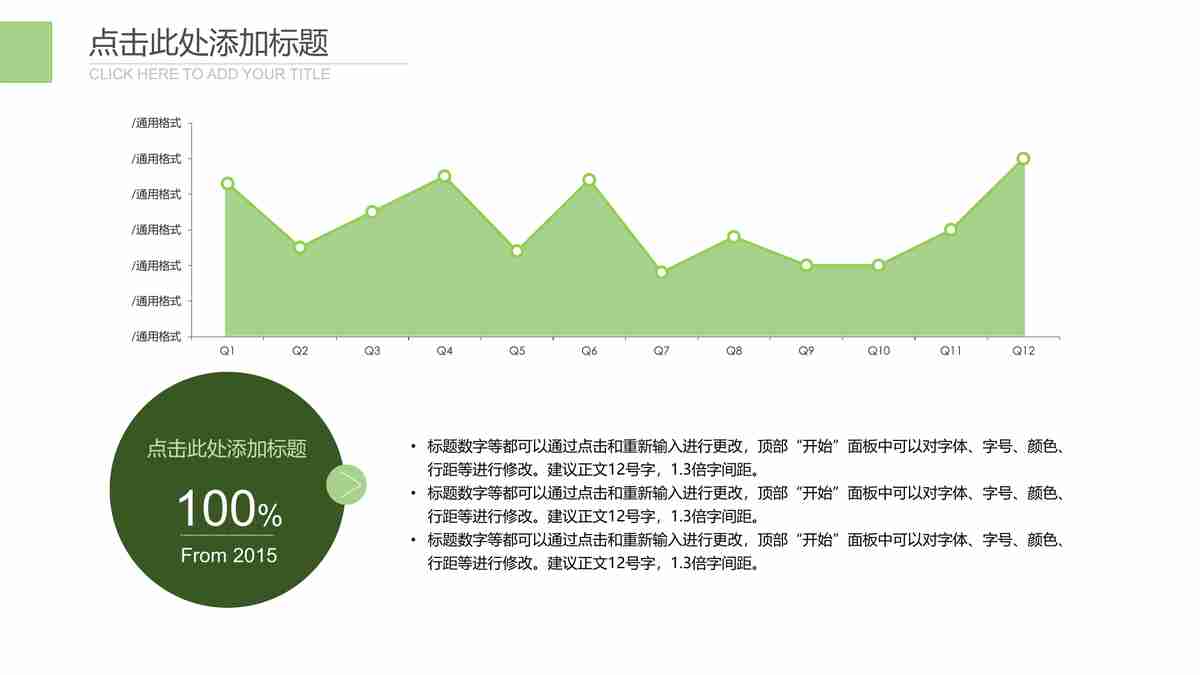 点击此处添加标题
CLICK HERE TO ADD YOUR TITLE
/通用格式
/通用格式
/通用格式
/通用格式
/通用格式
/通用格式
/通用格式
Q1 Q2 Q3 Q4 Q5 Q6 Q7 Q8 Q9 Q10 Q11 Q12
点击此处添加标题
100%
From 2015
• 标题数字等都可以通过点击和重新输入进行更改，顶部“开始”面板中可以对字体、字号、颜色、
行距等进行修改。建议正文12号字，1.3倍字间距。
• 标题数字等都可以通过点击和重新输入进行更改，顶部“开始”面板中可以对字体、字号、颜色、
行距等进行修改。建议正文12号字，1.3倍字间距。
• 标题数字等都可以通过点击和重新输入进行更改，顶部“开始”面板中可以对字体、字号、颜色、
行距等进行修改。建议正文12号字，1.3倍字间距。